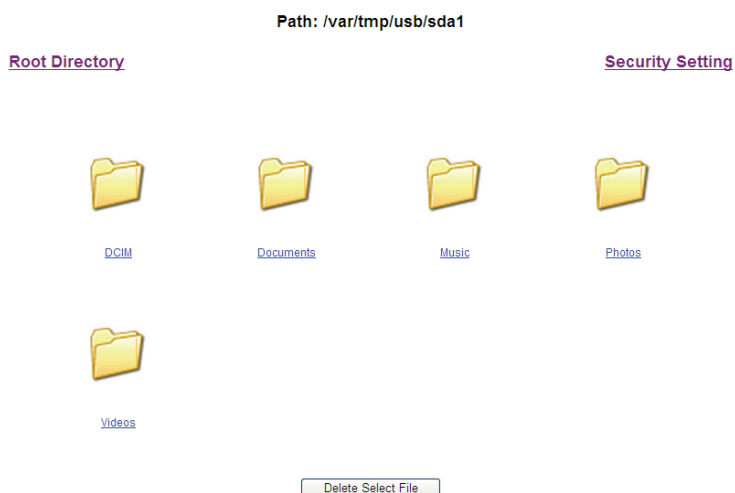 Path: /var/tmp/usb/sda1
Root Directory Security Setting
DCIM Documents Music Photos
Videos
Delete Select File